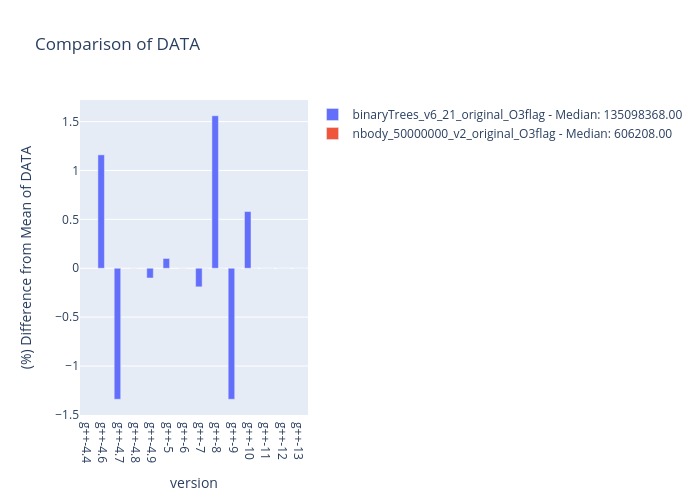 Comparison of DATA
binaryTrees_v6_21_original_O3flag - Median: 135098368.00
nbody_50000000_v2_original_O3flag - Median: 606208.00
(%) Difference from Mean of DATA
1.5
1
0.5
0
−0.5
−1
−1.5
g++-4.4
g++-4.6
g++-4.7
g++-4.8
g++-4.9
g++-5
g++-6
g++-7
g++-8
g++-9
g++-10
g++-11
g++-12
g++-13
version